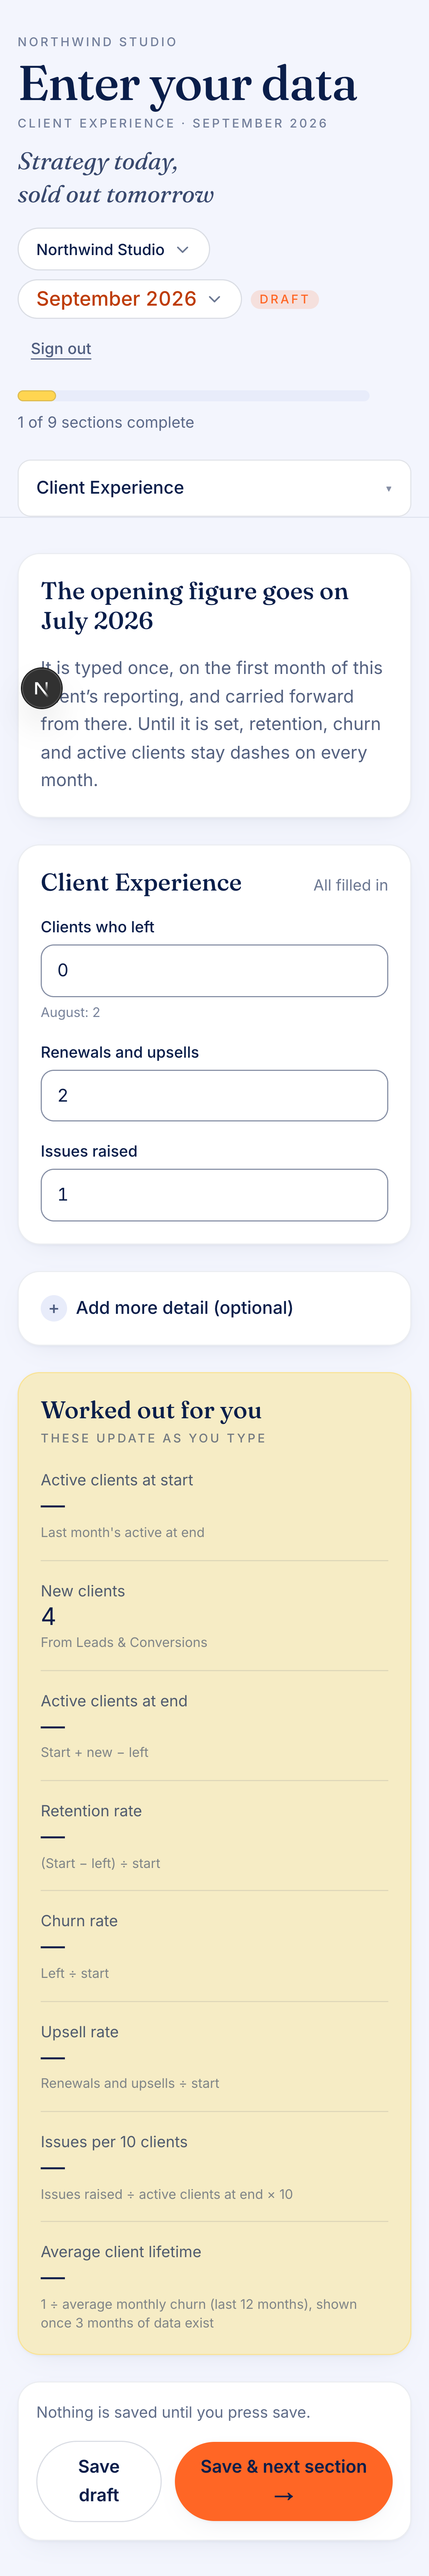 NORTHWIND STUDIO
Enter your data
CLIENT EXPERIENCE · SEPTEMBER 2026
Strategy today,
sold out tomorrow
Northwind Studio
September 2026
DRAFT
Sign out
1 of 9 sections complete
Client Experience
The opening figure goes on
July 2026
It is typed once, on the first month of this
N
ent’s reporting, and carried forward
from there. Until it is set, retention, churn
and active clients stay dashes on every
month.
Client Experience
All filled in
Clients who left
0
August: 2
Renewals and upsells
2
Issues raised
1
+ Add more detail (optional)
Worked out for you
THESE UPDATE AS YOU TYPE
Active clients at start
—
Last month's active at end
New clients
4
From Leads & Conversions
Active clients at end
—
Start + new − left
Retention rate
—
(Start − left) ÷ start
Churn rate
—
Left ÷ start
Upsell rate
—
Renewals and upsells ÷ start
Issues per 10 clients
—
Issues raised ÷ active clients at end × 10
Average client lifetime
—
1 ÷ average monthly churn (last 12 months), shown
once 3 months of data exist
Nothing is saved until you press save.
Save
draft
Save & next section
→